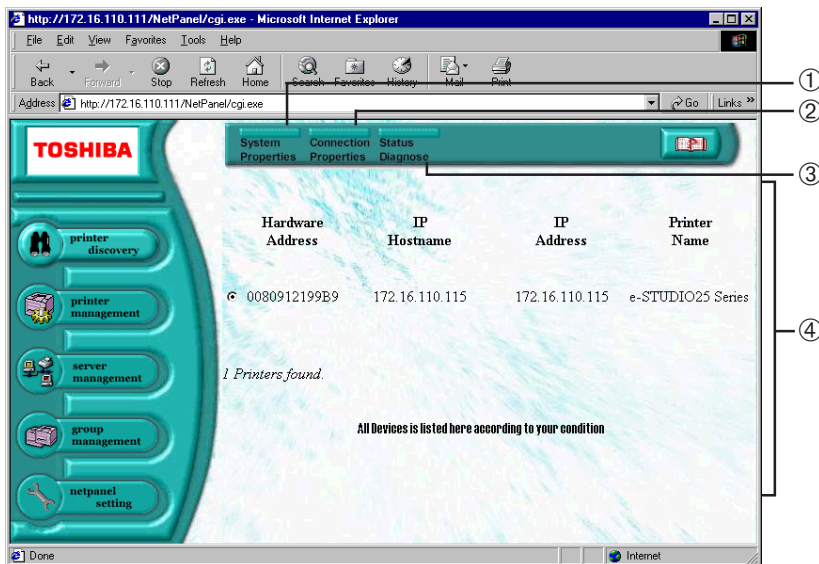 http://172.16.110.111/NetPanel/cgi.exe - Microsoft Internet Explorer
File Edit View Favorites Tools Help
Back Forward Stop Refresh Home Search Favorites History Mail Print
Address http://172.16.110.111/NetPanel/cgi.exe Go Links »
①
②
③
④
TOSHIBA
System Properties
Connection Properties
Status Diagnose
printer discovery
printer management
server management
group management
netpanel setting
Hardware Address
IP Hostname
IP Address
Printer Name
0080912199B9 172.16.110.115 172.16.110.115 e-STUDIO25 Series
1 Printers found.
All Devices is listed here according to your condition
Done Internet